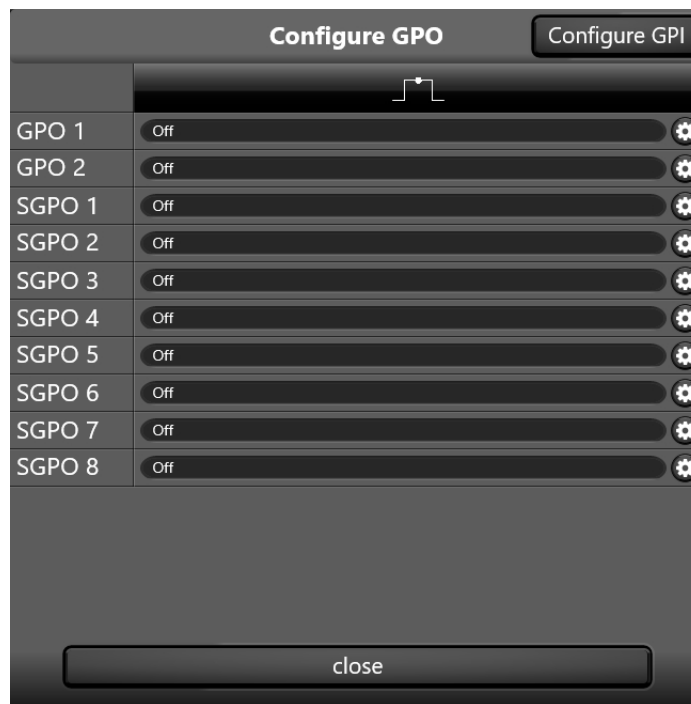 Configure GPO
Configure GPI
GPO 1 Off
GPO 2 Off
SGPO 1 Off
SGPO 2 Off
SGPO 3 Off
SGPO 4 Off
SGPO 5 Off
SGPO 6 Off
SGPO 7 Off
SGPO 8 Off
close